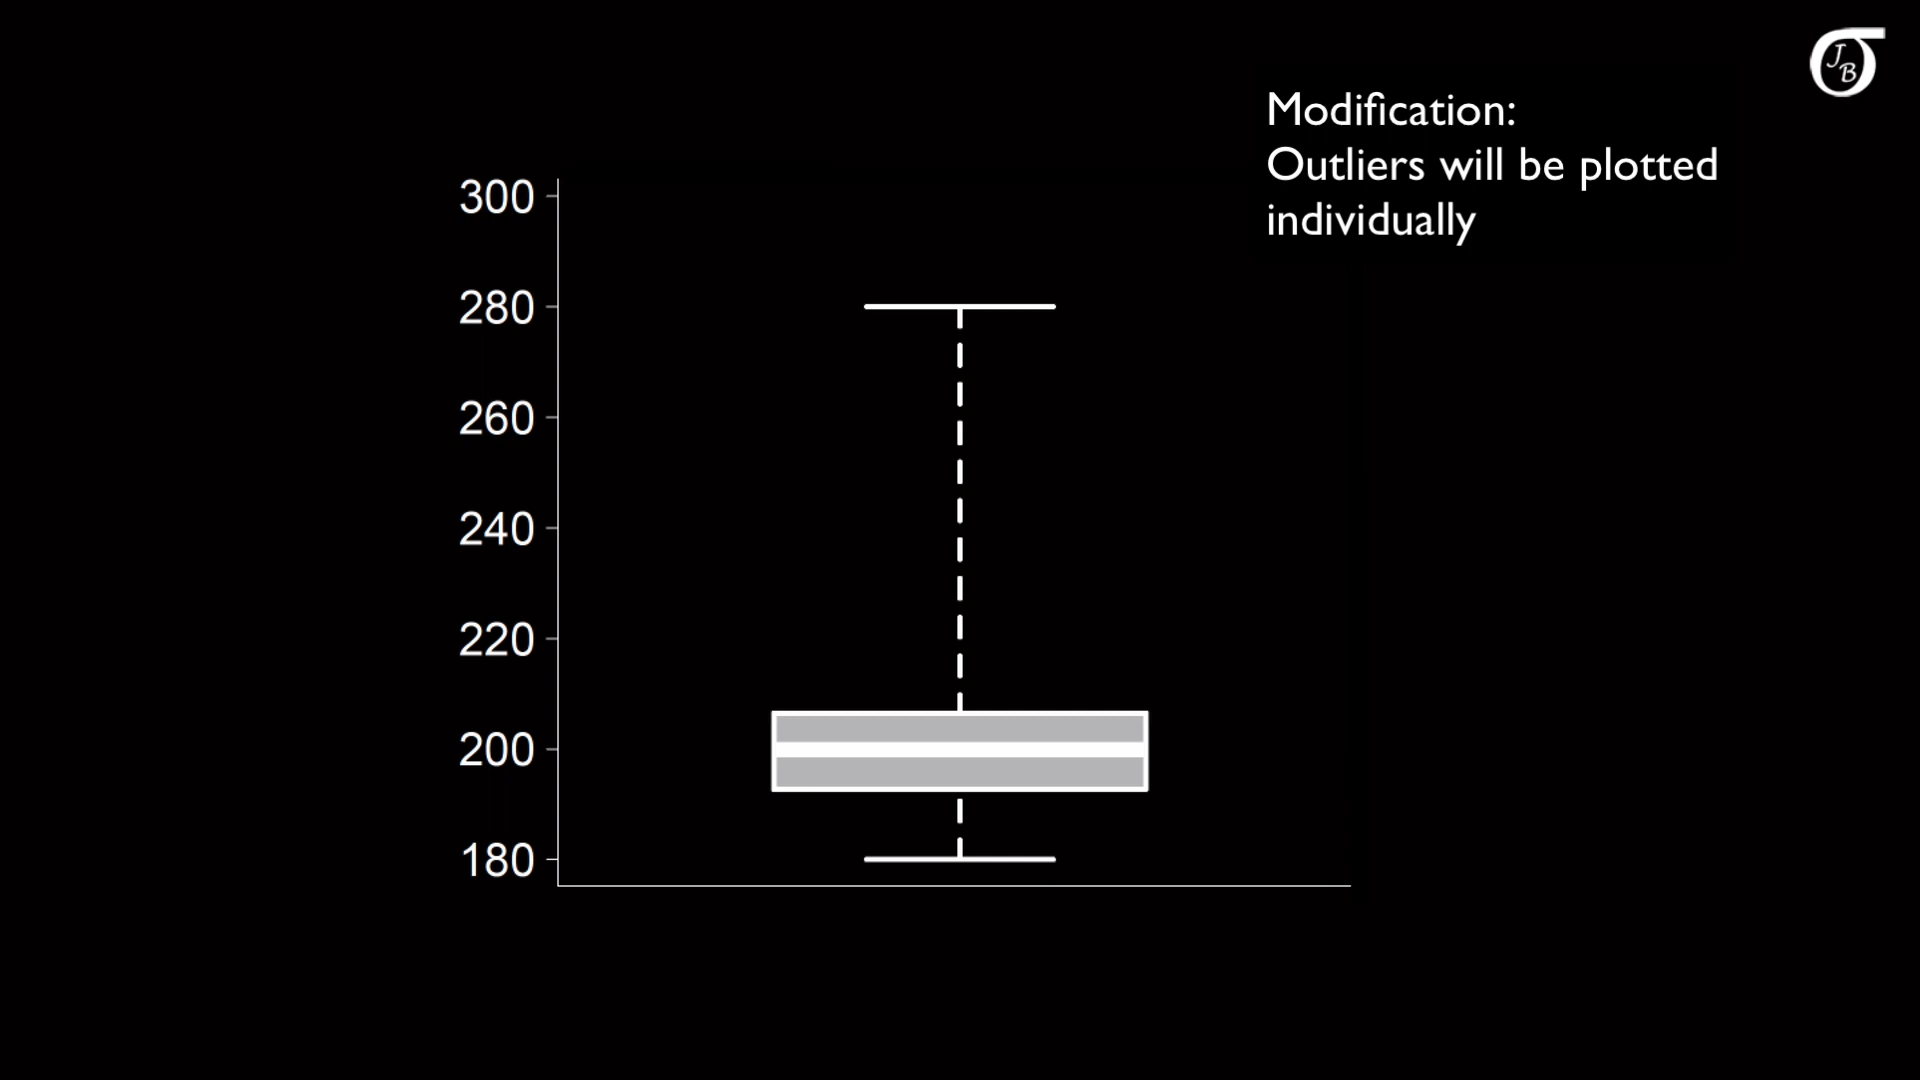 J
B
Modification:
Outliers will be plotted
individually
300
280
260
240
220
200
180